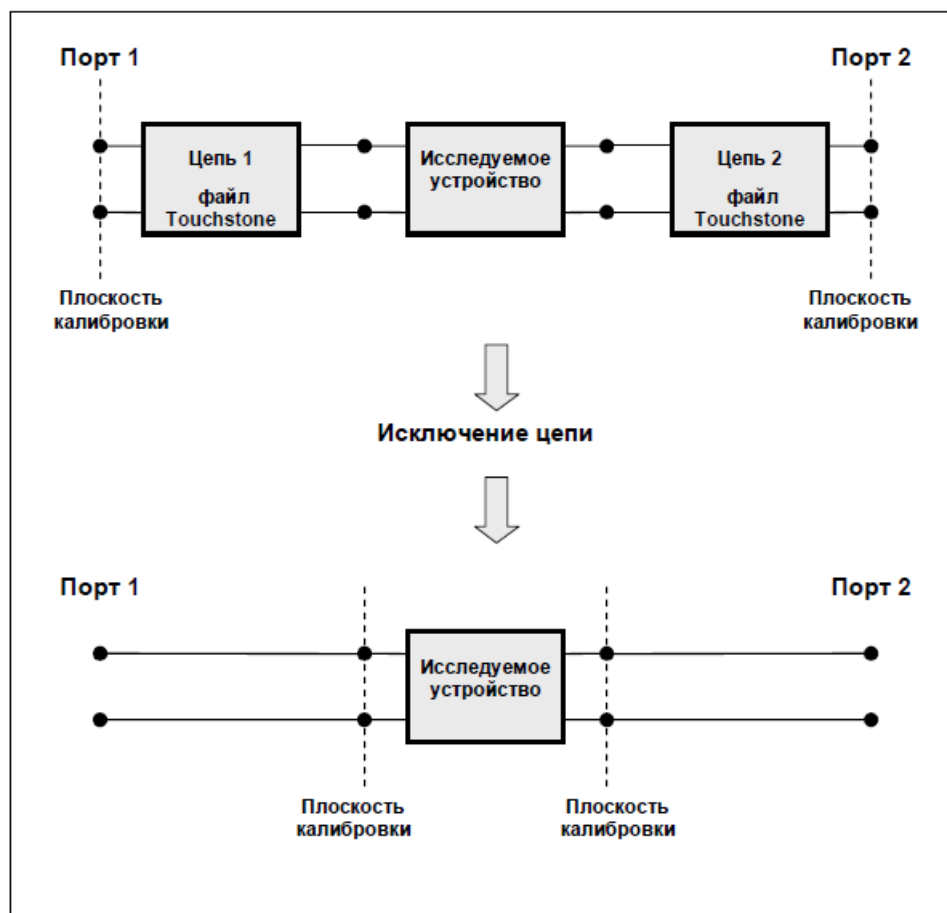 Порт 1
Порт 2
Цепь 1
файл
Touchstone
Исследуемое
устройство
Цепь 2
файл
Touchstone
Плоскость
калибровки
Плоскость
калибровки
Исключение цепи
Порт 1
Порт 2
Исследуемое
устройство
Плоскость
калибровки
Плоскость
калибровки